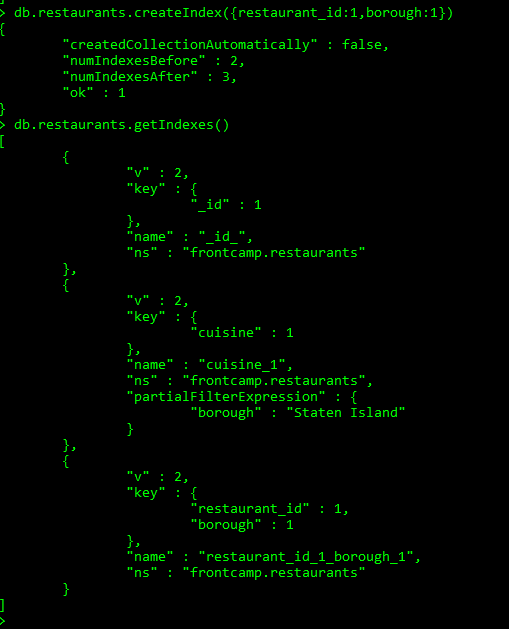 > db.restaurants.createIndex({restaurant_id:1,borough:1})
{
        "createdCollectionAutomatically" : false,
        "numIndexesBefore" : 2,
        "numIndexesAfter" : 3,
        "ok" : 1
}
> db.restaurants.getIndexes()
[
        {
                "v" : 2,
                "key" : {
                        "_id" : 1
                },
                "name" : "_id_",
                "ns" : "frontcamp.restaurants"
        },
        {
                "v" : 2,
                "key" : {
                        "cuisine" : 1
                },
                "name" : "cuisine_1",
                "ns" : "frontcamp.restaurants",
                "partialFilterExpression" : {
                        "borough" : "Staten Island"
                }
        },
        {
                "v" : 2,
                "key" : {
                        "restaurant_id" : 1,
                        "borough" : 1
                },
                "name" : "restaurant_id_1_borough_1",
                "ns" : "frontcamp.restaurants"
        }
]
>